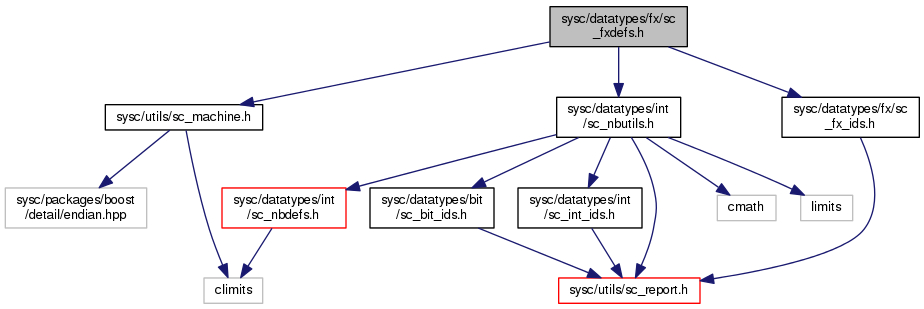 sysc/datatypes/fx/sc
_fxdefs.h
sysc/utils/sc_machine.h
sysc/datatypes/int
/sc_nbutils.h
sysc/datatypes/fx/sc
_fx_ids.h
sysc/packages/boost
/detail/endian.hpp
sysc/datatypes/int
/sc_nbdefs.h
sysc/datatypes/bit
/sc_bit_ids.h
sysc/datatypes/int
/sc_int_ids.h
cmath
limits
climits
sysc/utils/sc_report.h